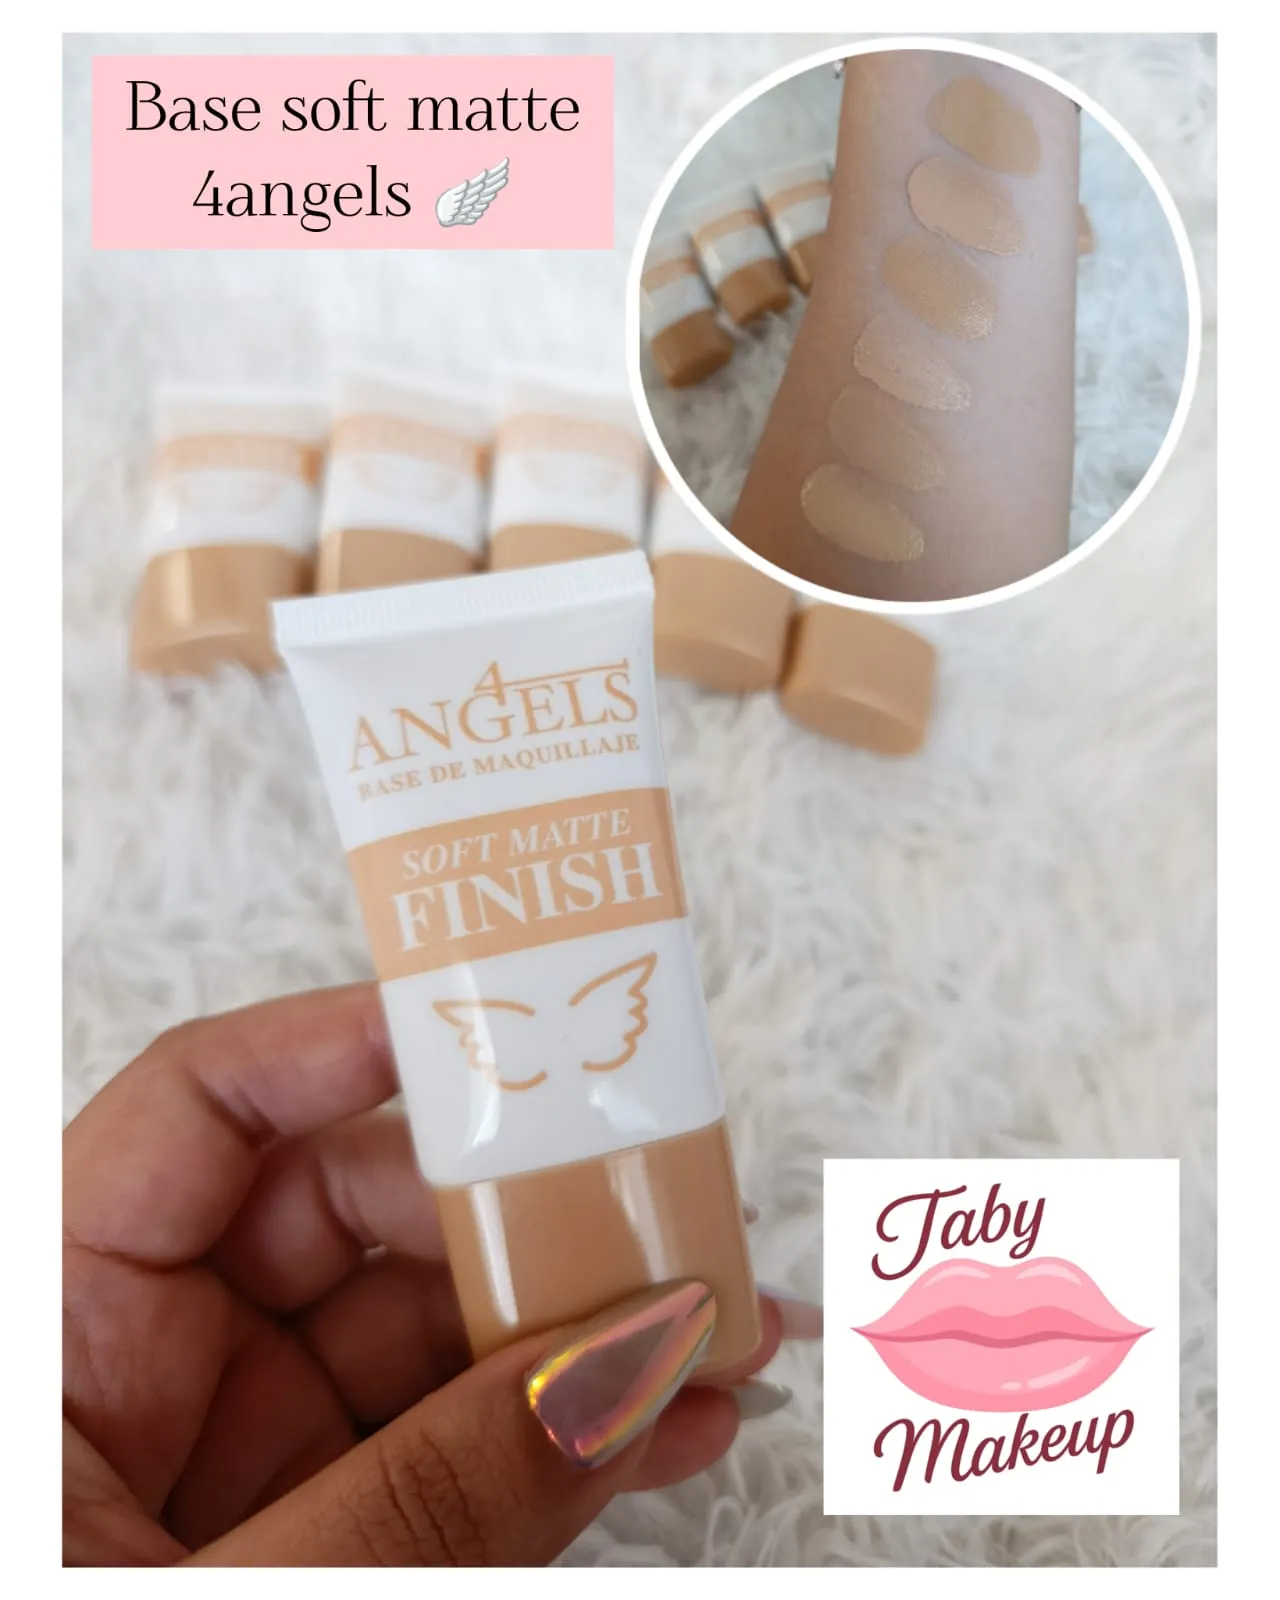 Base soft matte
4angels 🪽
4
ANGELS
BASE DE MAQUILLAJE
SOFT MATTE
FINISH
Taby
Makeup